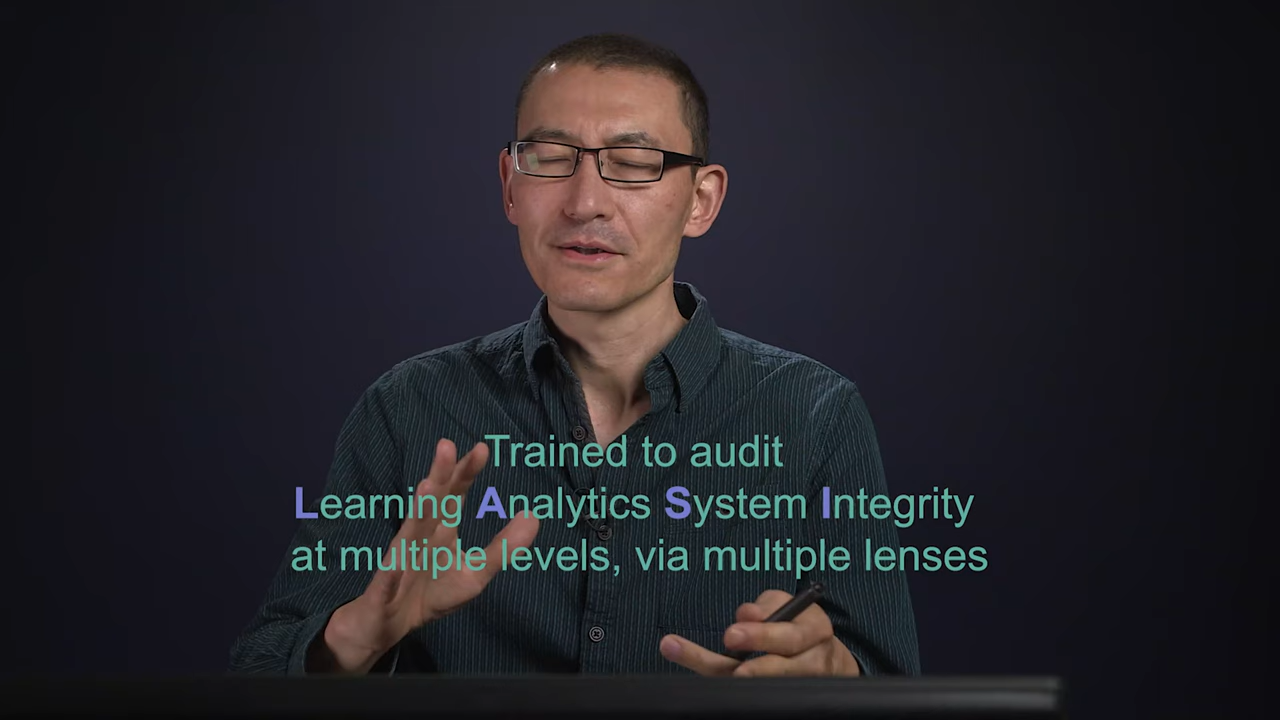 Trained to audit
Learning Analytics System Integrity
at multiple levels, via multiple lenses